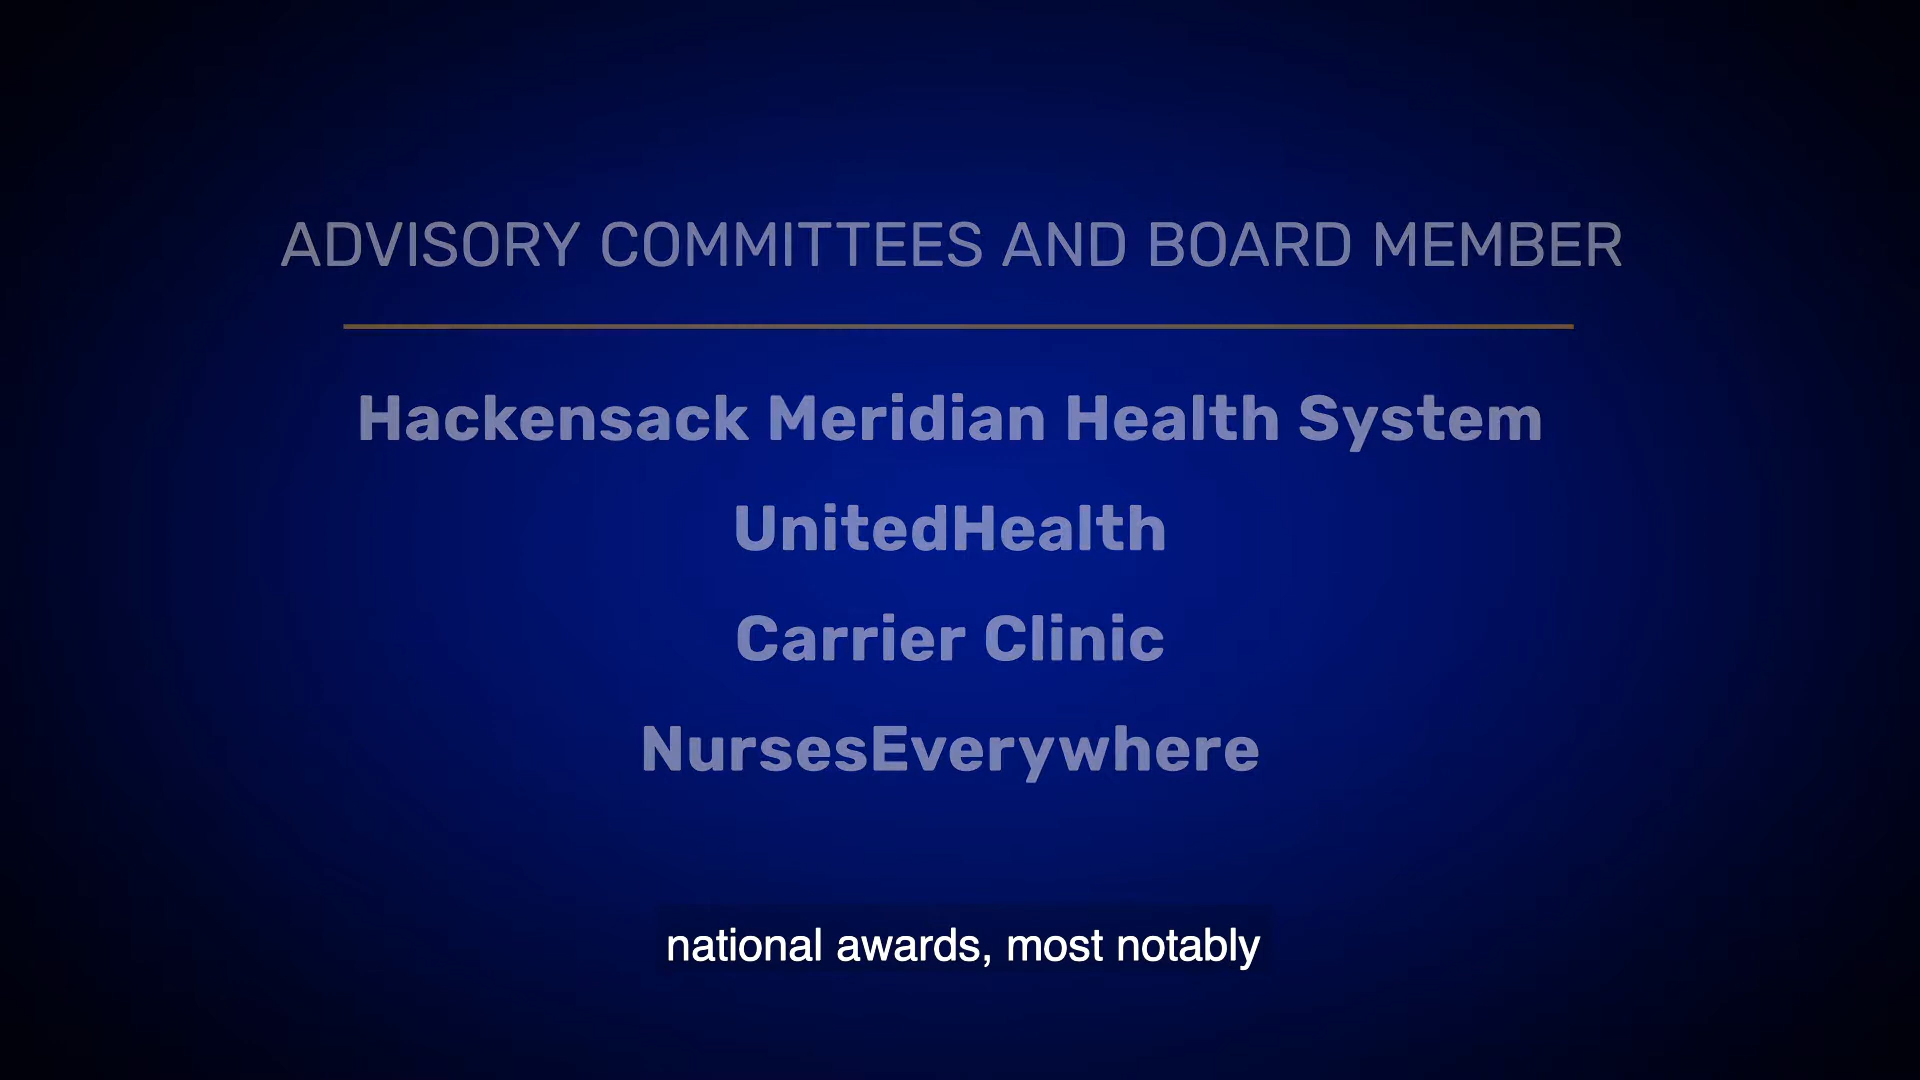 ADVISORY COMMITTEES AND BOARD MEMBER
Hackensack Meridian Health System
UnitedHealth
Carrier Clinic
NursesEverywhere
national awards, most notably